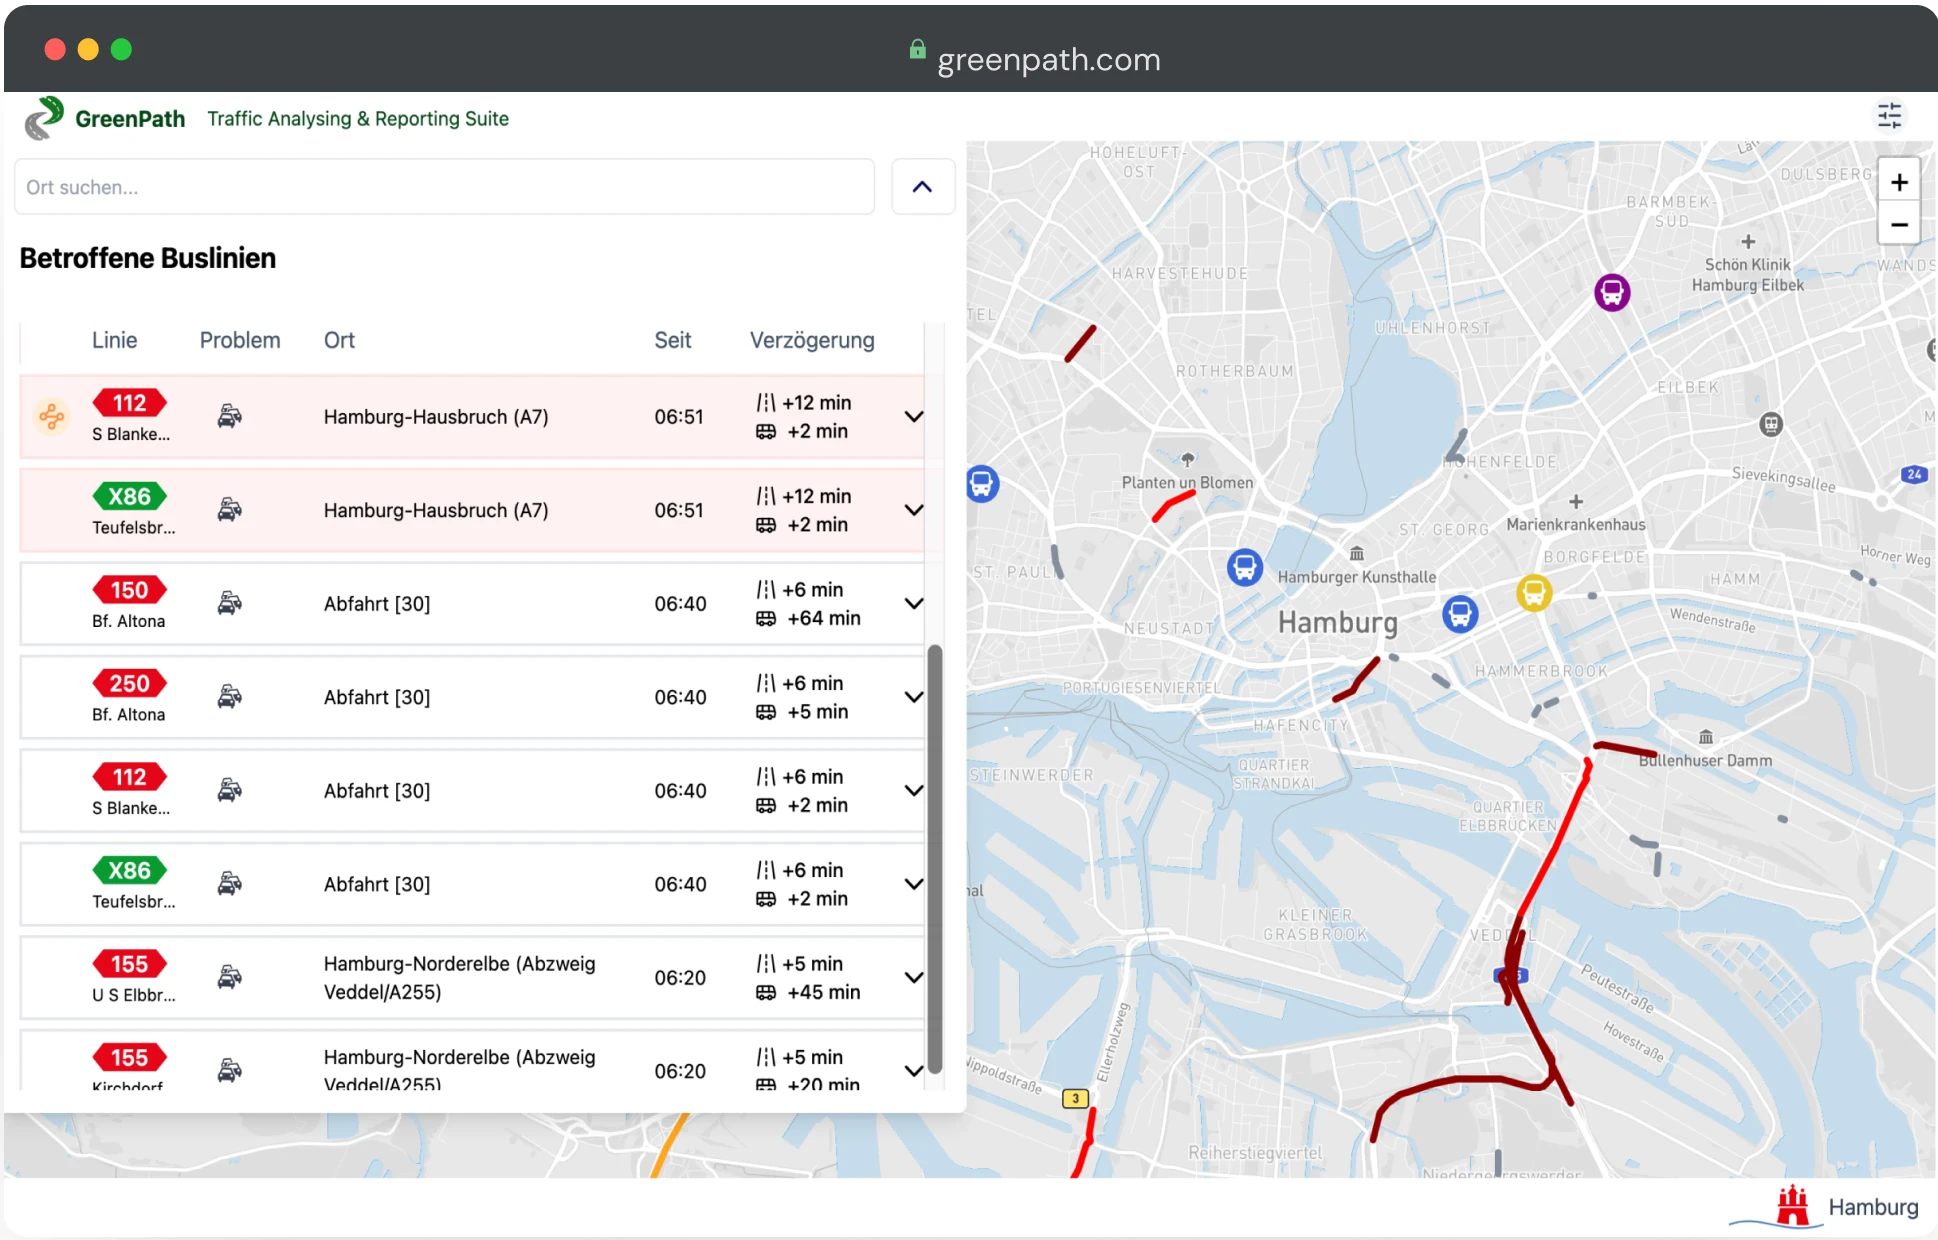 greenpath.com
GreenPath Traffic Analysing & Reporting Suite
Ort suchen...
Betroffene Buslinien
Linie Problem Ort Seit Verzögerung
112
S Blanke...
Hamburg-Hausbruch (A7)
06:51
+12 min
+2 min
X86
Teufelsbr...
Hamburg-Hausbruch (A7)
06:51
+12 min
+2 min
150
Bf. Altona
Abfahrt [30]
06:40
+6 min
+64 min
250
Bf. Altona
Abfahrt [30]
06:40
+6 min
+5 min
112
S Blanke...
Abfahrt [30]
06:40
+6 min
+2 min
X86
Teufelsbr...
Abfahrt [30]
06:40
+6 min
+2 min
155
U S Elbbr...
Hamburg-Norderelbe (Abzweig
Veddel/A255)
06:20
+5 min
+45 min
155
Kirchdorf
Hamburg-Norderelbe (Abzweig
Veddel/A255)
06:20
+5 min
+20 min
+
−
HOHELUFT-
OST
DULSBERG
BARMBEK-
SUD
Schön Klinik
Hamburg Eilbek
WANDS
HARVESTEHUDE
TEL
UHLENHORST
ROTHERBAUM
EILBEK
Planten un Blomen
HOHENFELDE
Sievekingsallee
24
ST. GEORG
Marienkrankenhaus
BORGFELDE
Horner Weg
ST. PAULI
Hamburger Kunsthalle
HAMM
Hamburg
Wendenstraße
NEUSTADT
HAMMERBROOK
PORTUGIESENVIERTEL
HAFENCITY
Bullenhuser Damm
STEINWERDER
QUARTIER
STRANDKAI
QUARTIER
ELBBRÜCKEN
nal
KLEINER
GRASBROOK
VEDDEL
5
Peutestraße
Hovestraße
Ellerholzweg
Nippoldstraße
3
Reiherstiegviertel
Niedergeorgswerder
Hamburg